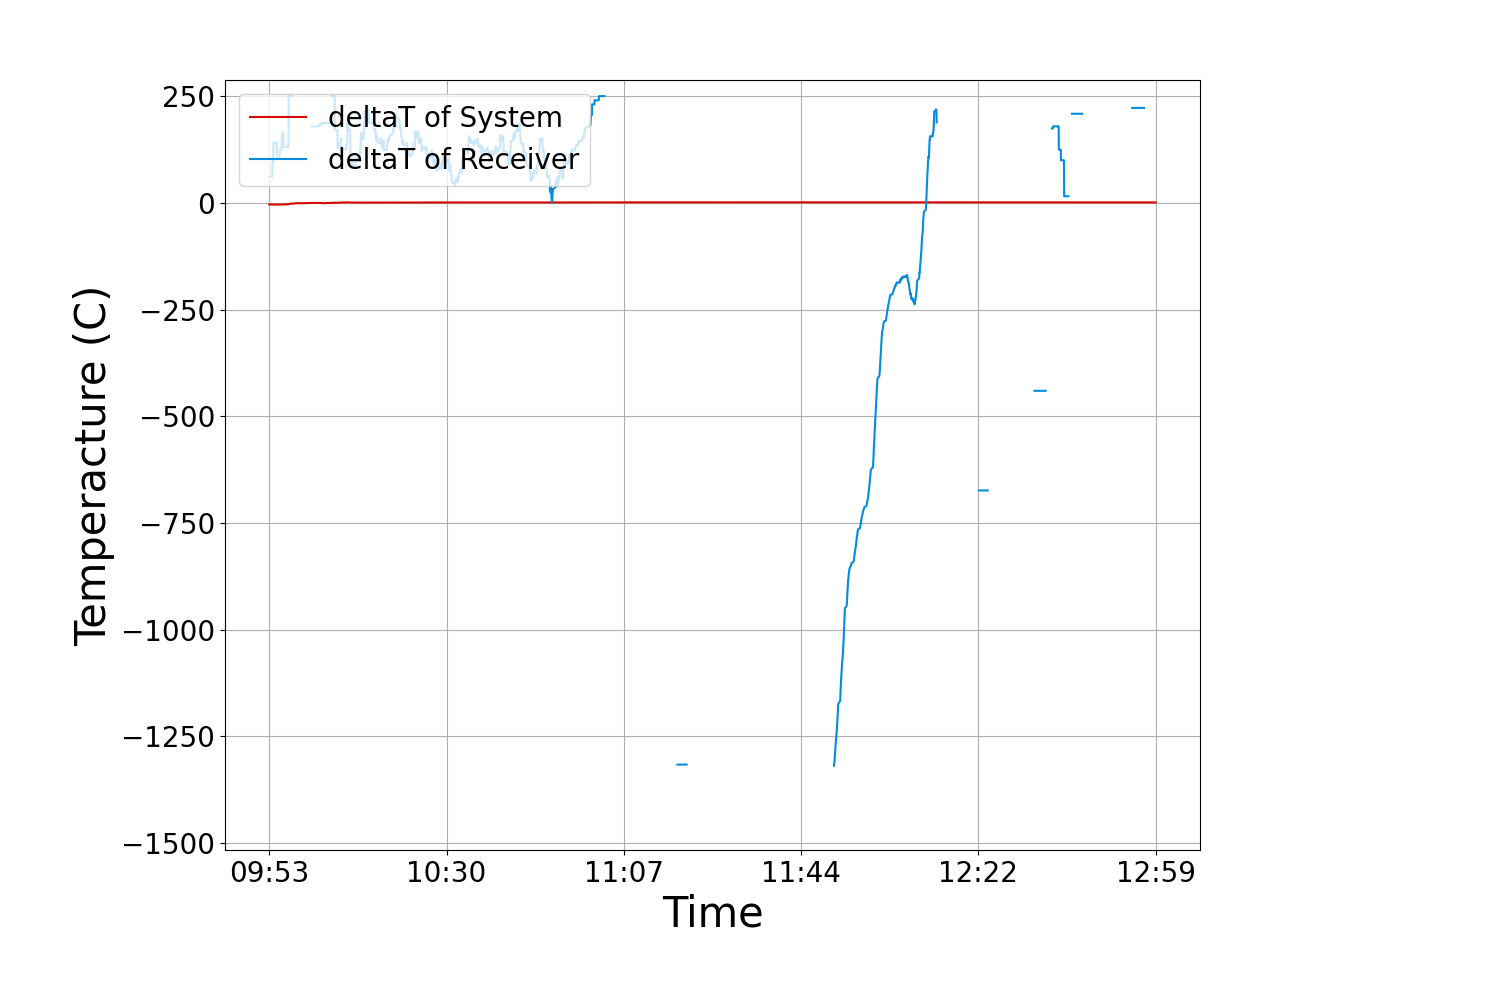 deltaT of System
deltaT of Receiver
250
0
−250
−500
−750
−1000
−1250
−1500
Temperacture (C)
09:53 10:30 11:07 11:44 12:22 12:59
Time